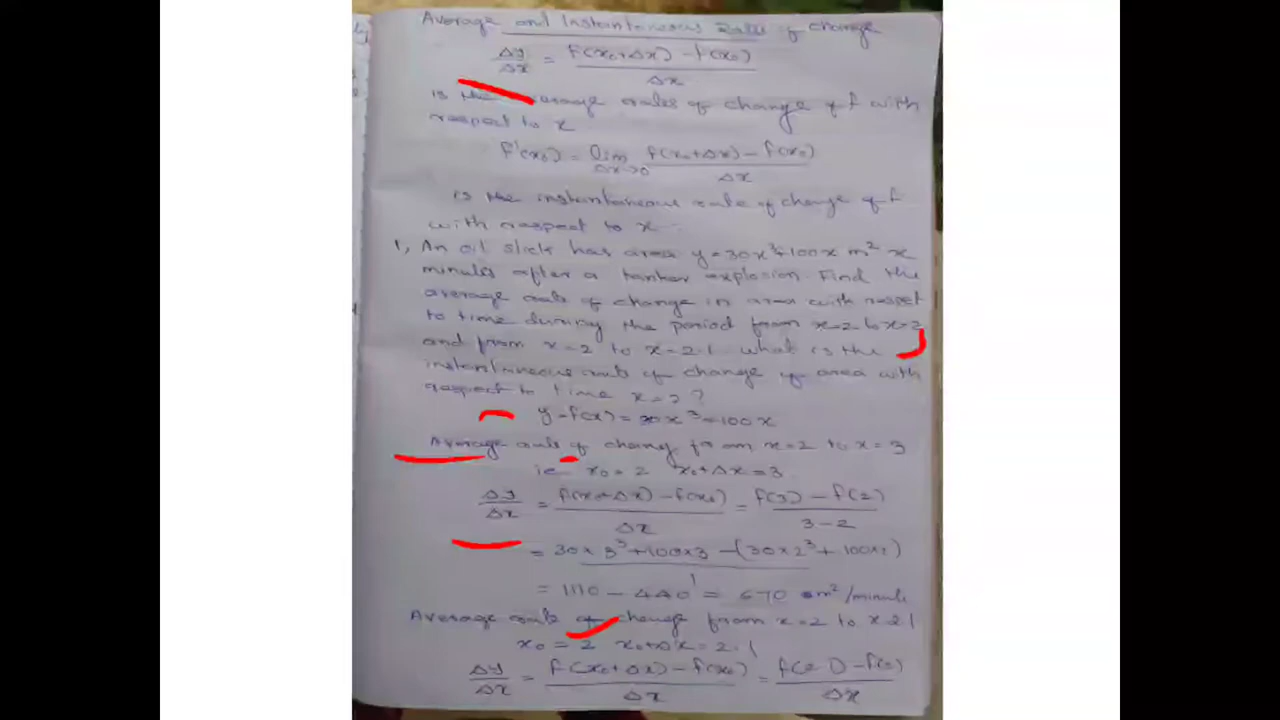 Average and Instantaneous Rates of change
Δy/Δx = f(x₀+Δx) - f(x₀) / Δx
is the average rates of change of f with
respect to x
f'(x₀) = lim Δx→0 f(x₀+Δx) - f(x₀) / Δx
is the instantaneous rate of change of f
with respect to x.
1, An oil slick has area y = 30x³+100x m² x
minutes after a tanker explosion. Find the
average rate of change in area with respect
to time during the period from x=2 to x=3
and from x=2 to x=2.1 what is the
instantaneous rate of change of area with
respect to time x=2?
y = f(x) = 30x³ 100x
Average rate of change from x=2 to x=3
ie x₀=2 x₀+Δx=3
Δy/Δx = f(x₀+Δx) - f(x₀) / Δx = f(3) - f(2) / 3-2
= 30×3³+100×3 - (30×2³+100×2) / 1
= 1110 - 440 = 670 m²/minute
Average rate of change from x=2 to x=2.1
x₀=2 x₀+Δx=2.1
Δy/Δx = f(x₀+Δx) - f(x₀) / Δx = f(2.1) - f(2) / Δx